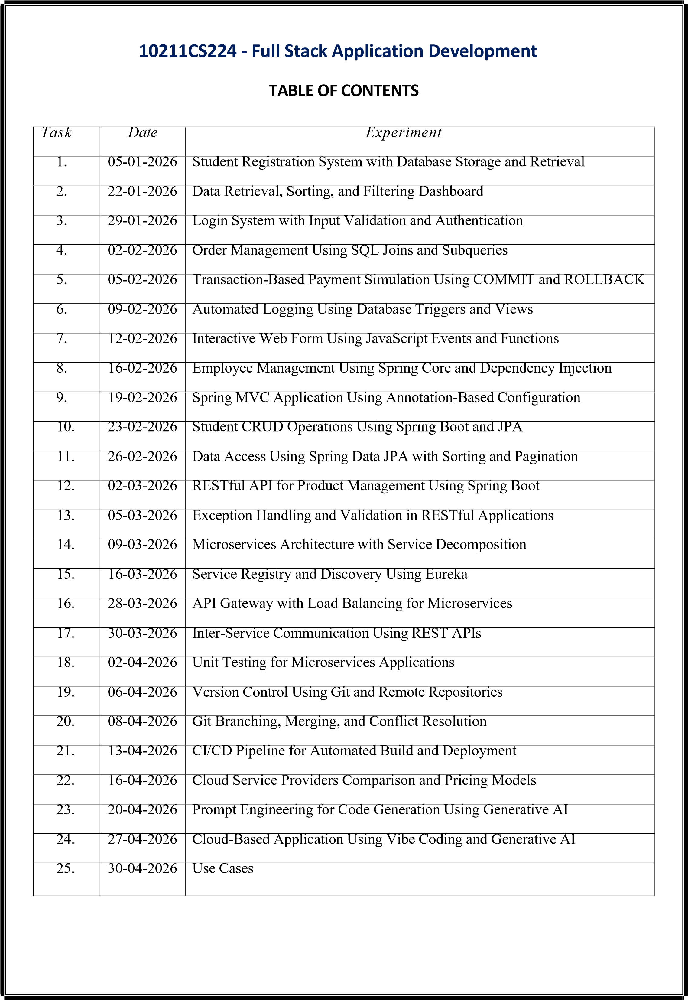 10211CS224 - Full Stack Application Development
TABLE OF CONTENTS
Task Date Experiment
1. 05-01-2026 Student Registration System with Database Storage and Retrieval
2. 22-01-2026 Data Retrieval, Sorting, and Filtering Dashboard
3. 29-01-2026 Login System with Input Validation and Authentication
4. 02-02-2026 Order Management Using SQL Joins and Subqueries
5. 05-02-2026 Transaction-Based Payment Simulation Using COMMIT and ROLLBACK
6. 09-02-2026 Automated Logging Using Database Triggers and Views
7. 12-02-2026 Interactive Web Form Using JavaScript Events and Functions
8. 16-02-2026 Employee Management Using Spring Core and Dependency Injection
9. 19-02-2026 Spring MVC Application Using Annotation-Based Configuration
10. 23-02-2026 Student CRUD Operations Using Spring Boot and JPA
11. 26-02-2026 Data Access Using Spring Data JPA with Sorting and Pagination
12. 02-03-2026 RESTful API for Product Management Using Spring Boot
13. 05-03-2026 Exception Handling and Validation in RESTful Applications
14. 09-03-2026 Microservices Architecture with Service Decomposition
15. 16-03-2026 Service Registry and Discovery Using Eureka
16. 28-03-2026 API Gateway with Load Balancing for Microservices
17. 30-03-2026 Inter-Service Communication Using REST APIs
18. 02-04-2026 Unit Testing for Microservices Applications
19. 06-04-2026 Version Control Using Git and Remote Repositories
20. 08-04-2026 Git Branching, Merging, and Conflict Resolution
21. 13-04-2026 CI/CD Pipeline for Automated Build and Deployment
22. 16-04-2026 Cloud Service Providers Comparison and Pricing Models
23. 20-04-2026 Prompt Engineering for Code Generation Using Generative AI
24. 27-04-2026 Cloud-Based Application Using Vibe Coding and Generative AI
25. 30-04-2026 Use Cases